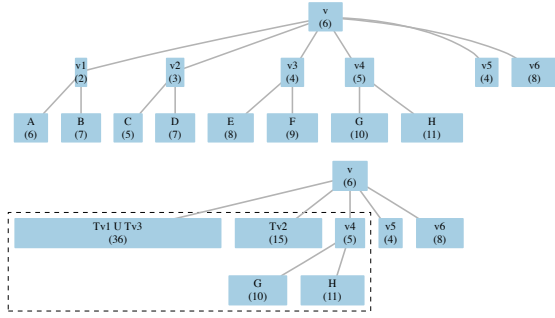 v
(6)
v1
(2)
v2
(3)
v3
(4)
v4
(5)
v5
(4)
v6
(8)
A
(6)
B
(7)
C
(5)
D
(7)
E
(8)
F
(9)
G
(10)
H
(11)
v
(6)
Tv1 U Tv3
(36)
Tv2
(15)
v4
(5)
v5
(4)
v6
(8)
G
(10)
H
(11)